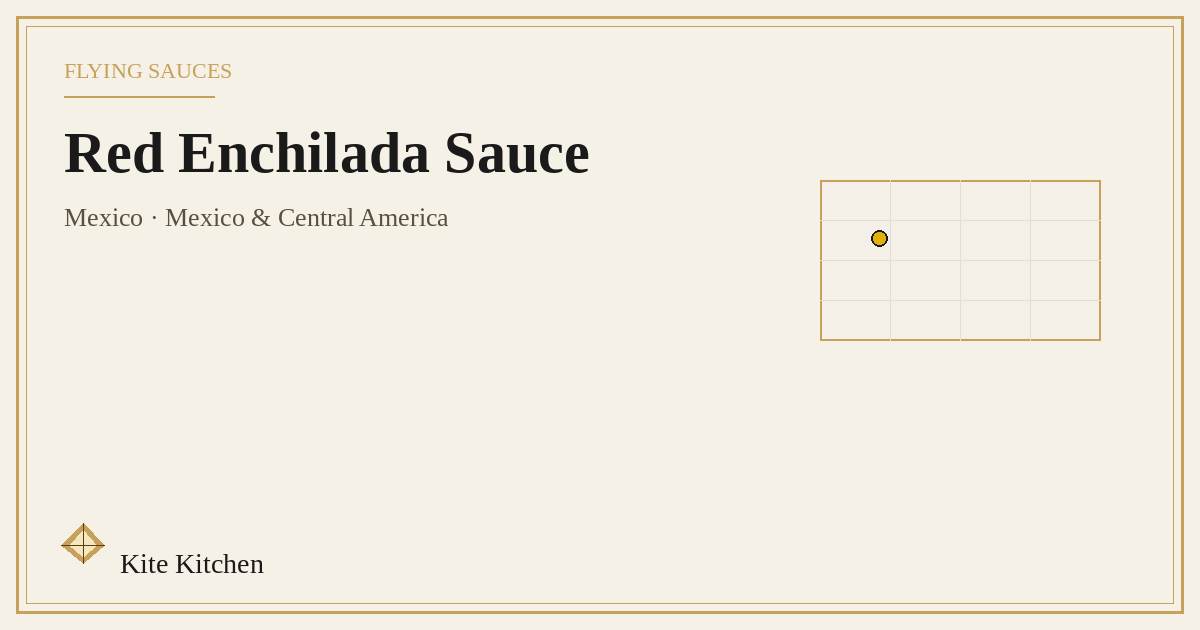 FLYING SAUCES
Red Enchilada Sauce
Mexico · Mexico & Central America
Kite Kitchen